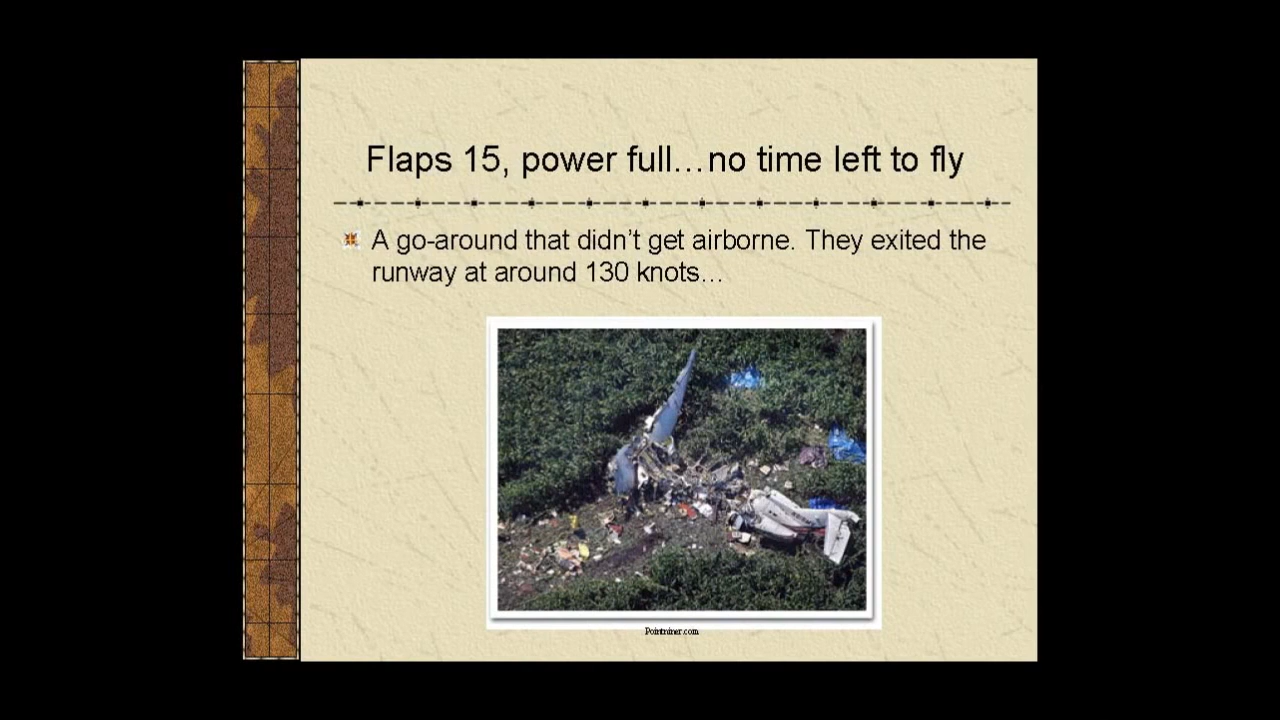 Flaps 15, power full…no time left to fly
A go-around that didn't get airborne. They exited the
runway at around 130 knots…